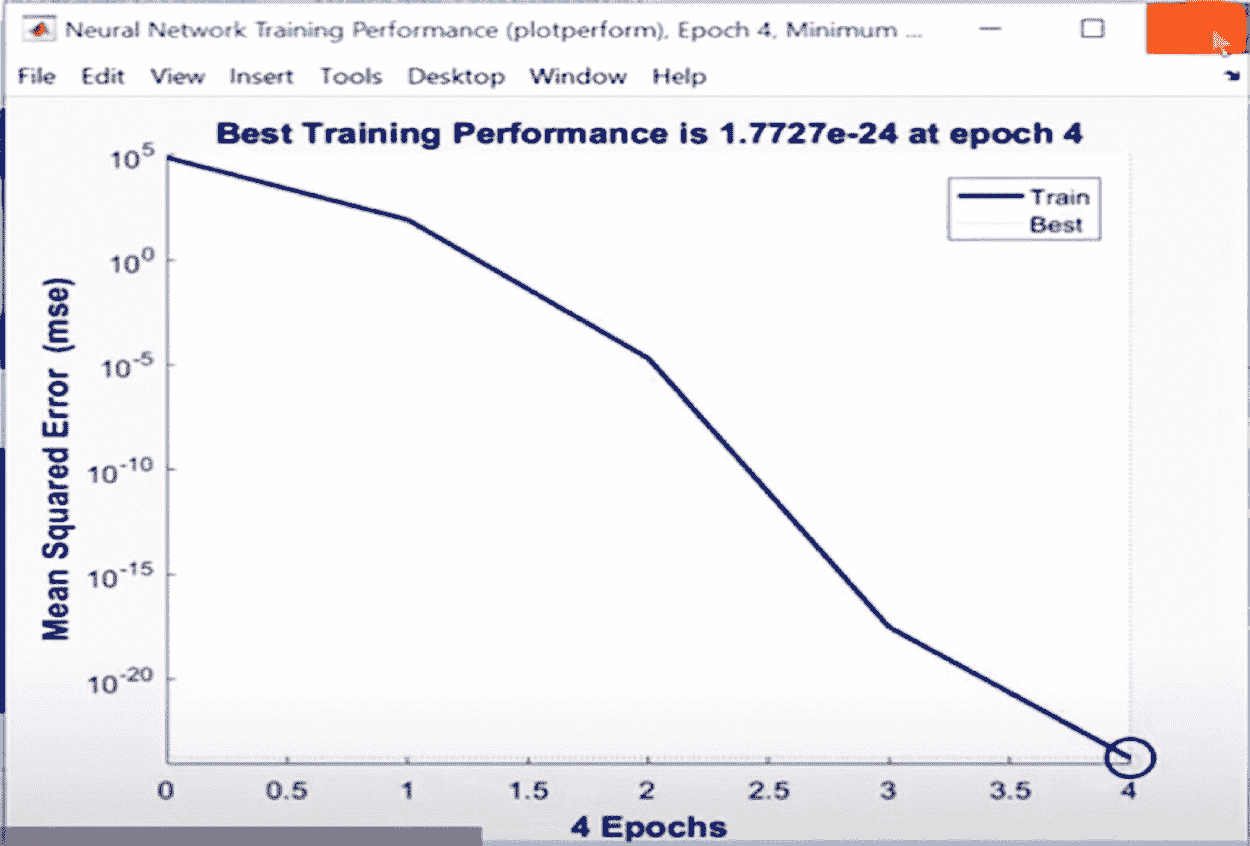 Neural Network Training Performance (plotperform), Epoch 4, Minimum ...
File Edit View Insert Tools Desktop Window Help
Best Training Performance is 1.7727e-24 at epoch 4
Train
Best
Mean Squared Error (mse)
10^5
10^0
10^-5
10^-10
10^-15
10^-20
0 0.5 1 1.5 2 2.5 3 3.5 4
4 Epochs